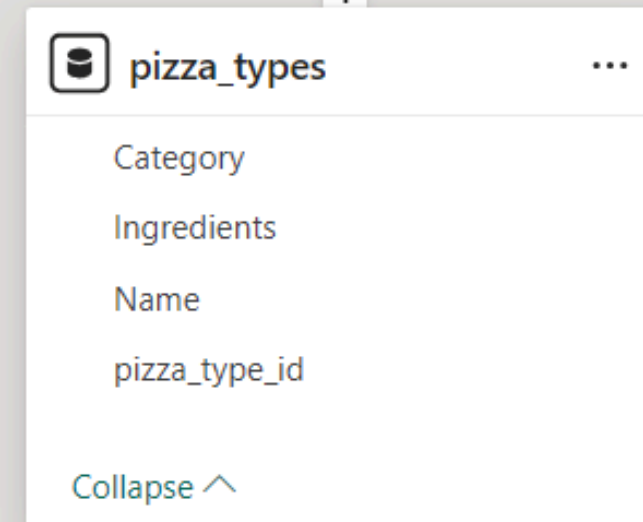 pizza_types
Category
Ingredients
Name
pizza_type_id
Collapse